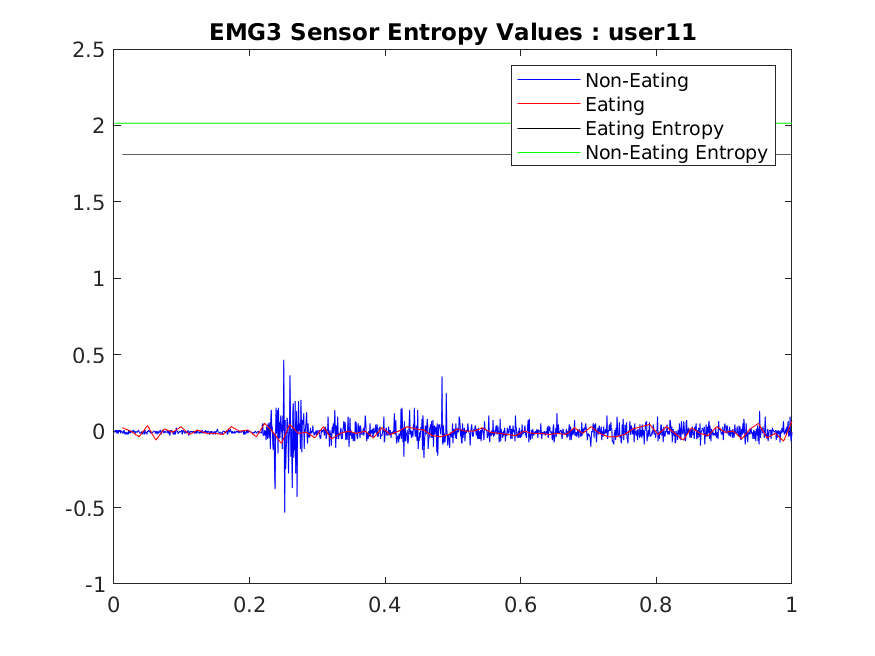 EMG3 Sensor Entropy Values : user11
2.5
2
1.5
1
0.5
0
-0.5
-1
Non-Eating
Eating
Eating Entropy
Non-Eating Entropy
0
0.2
0.4
0.6
0.8
1